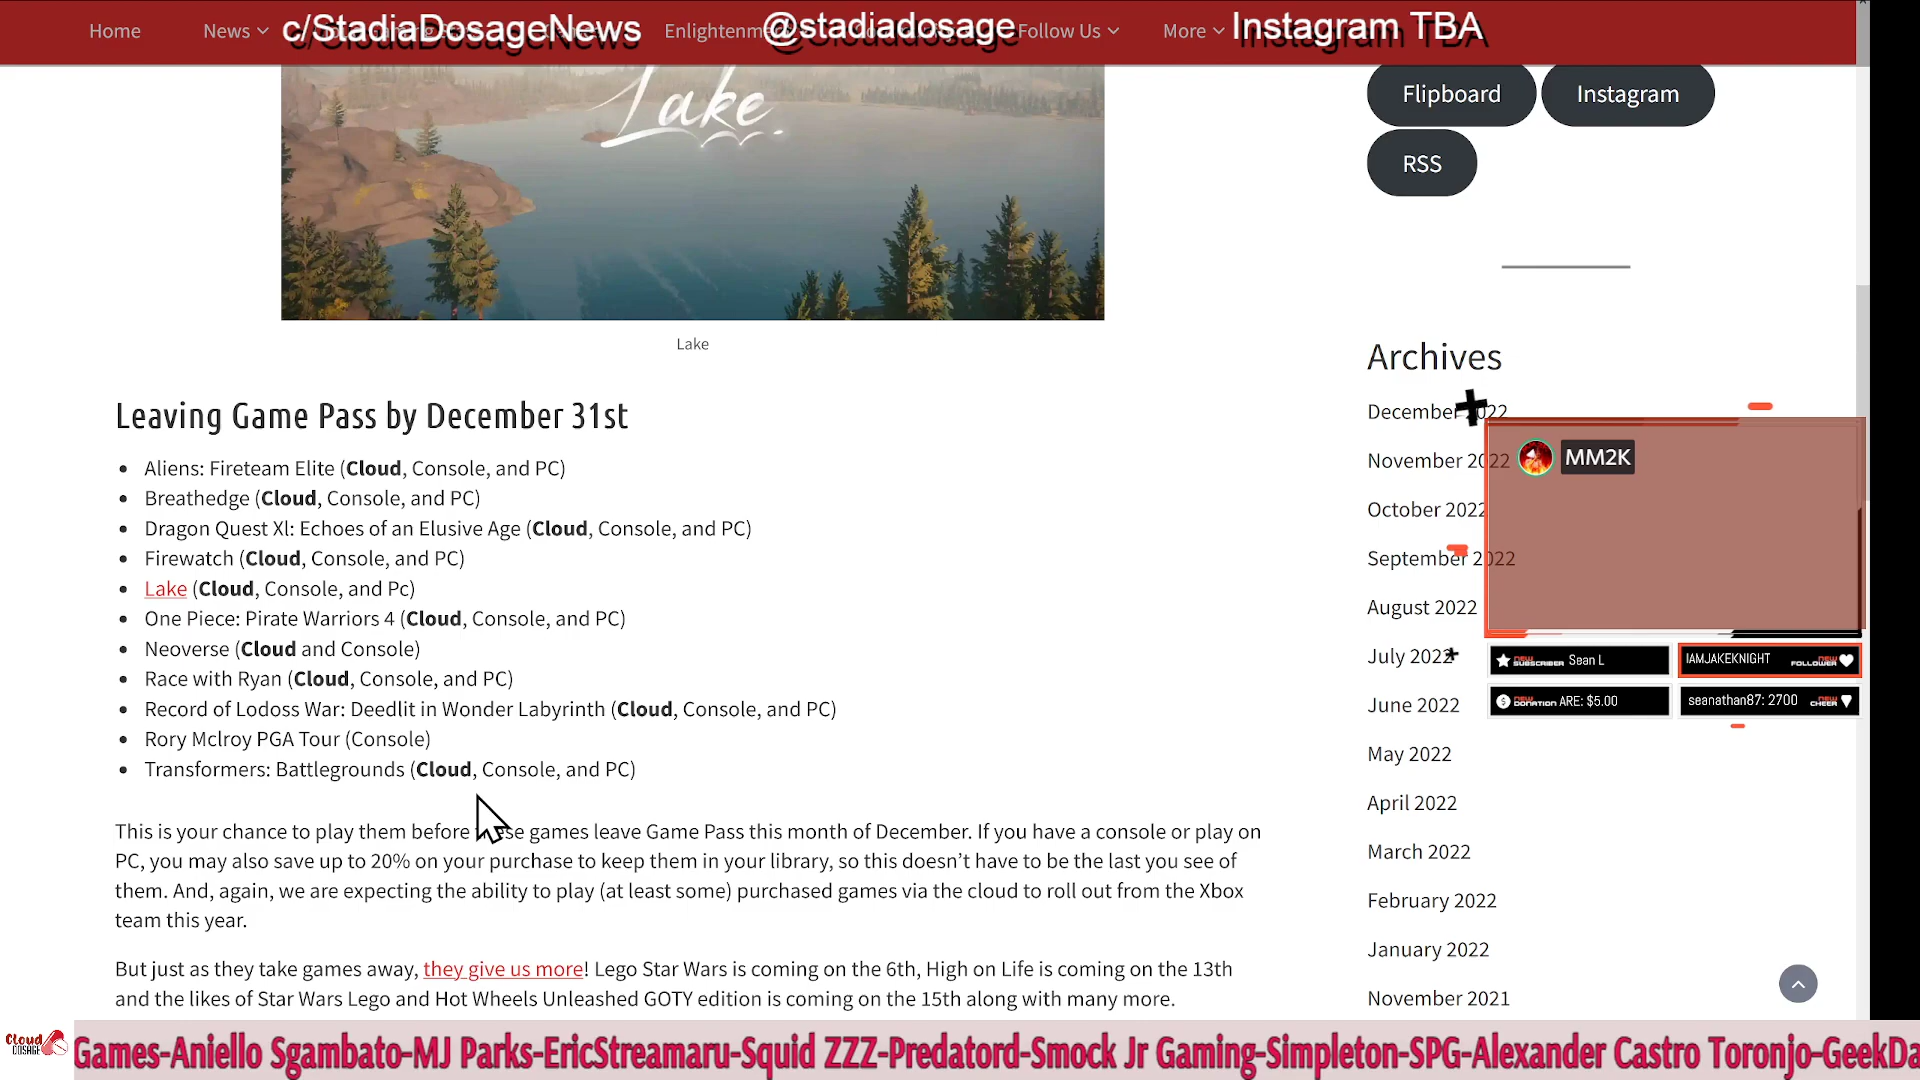 Home
News
c/StadiaDosageNews
@stadiadosage
Follow Us
More
Instagram TBA
Lake
Flipboard
Instagram
RSS
Lake
Archives
December 2022
November 2022
October 2022
September 2022
August 2022
July 2022
June 2022
May 2022
April 2022
March 2022
February 2022
January 2022
November 2021
Leaving Game Pass by December 31st
Aliens: Fireteam Elite (Cloud, Console, and PC)
Breathedge (Cloud, Console, and PC)
Dragon Quest Xl: Echoes of an Elusive Age (Cloud, Console, and PC)
Firewatch (Cloud, Console, and PC)
Lake (Cloud, Console, and Pc)
One Piece: Pirate Warriors 4 (Cloud, Console, and PC)
Neoverse (Cloud and Console)
Race with Ryan (Cloud, Console, and PC)
Record of Lodoss War: Deedlit in Wonder Labyrinth (Cloud, Console, and PC)
Rory Mclroy PGA Tour (Console)
Transformers: Battlegrounds (Cloud, Console, and PC)
This is your chance to play them before these games leave Game Pass this month of December. If you have a console or play on
PC, you may also save up to 20% on your purchase to keep them in your library, so this doesn't have to be the last you see of
them. And, again, we are expecting the ability to play (at least some) purchased games via the cloud to roll out from the Xbox
team this year.
But just as they take games away, they give us more! Lego Star Wars is coming on the 6th, High on Life is coming on the 13th
and the likes of Star Wars Lego and Hot Wheels Unleashed GOTY edition is coming on the 15th along with many more.
MM2K
NEW SUBSCRIBER Sean L
IAMJAKEKNIGHT NEW FOLLOWER
NEW DONATION ARE: $5.00
seanathan87: 2700 NEW CHEER
Cloud DOSAGE
Games-Aniello Sgambato-MJ Parks-EricStreamaru-Squid ZZZ-Predatord-Smock Jr Gaming-Simpleton-SPG-Alexander Castro Toronjo-GeekDa